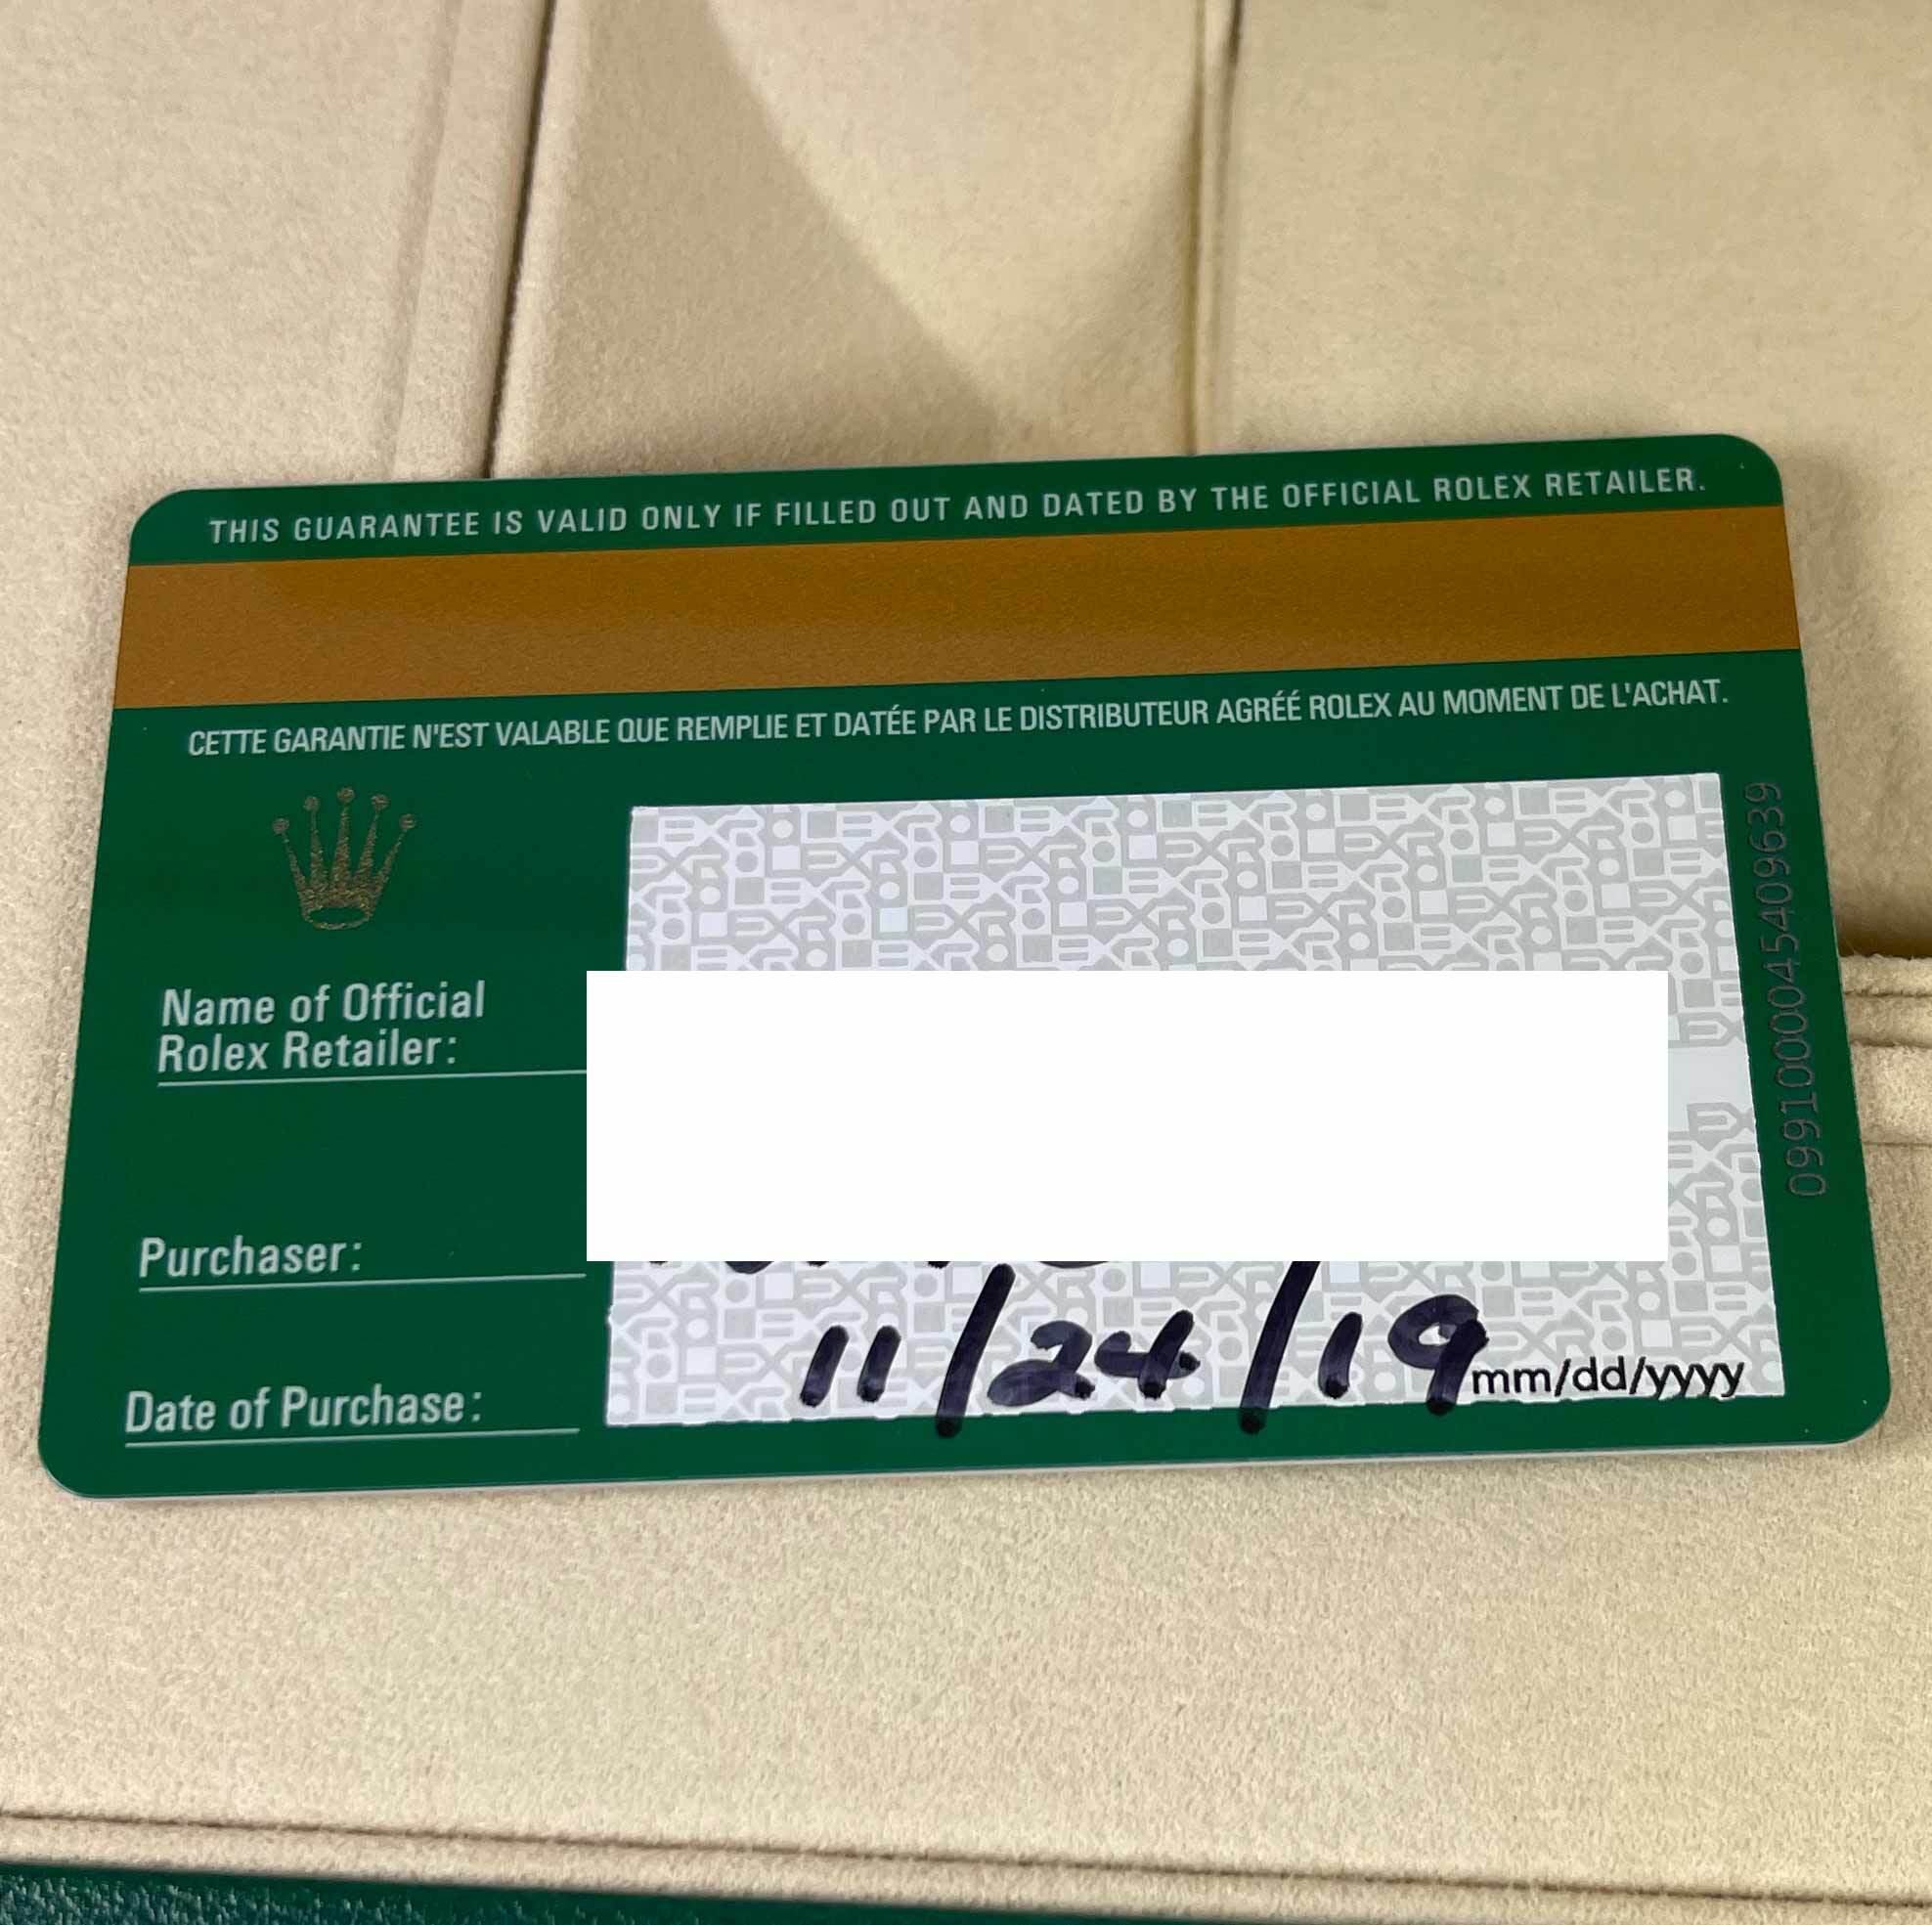 THIS GUARANTEE IS VALID ONLY IF FILLED OUT AND DATED BY THE OFFICIAL ROLEX RETAILER.
CETTE GARANTIE N'EST VALABLE QUE REMPLIE ET DATÉE PAR LE DISTRIBUTEUR AGRÉÉ ROLEX AU MOMENT DE L'ACHAT.
Name of Official
Rolex Retailer:
Purchaser:
Date of Purchase: 11/24/19 mm/dd/yyyy
0991000045409639